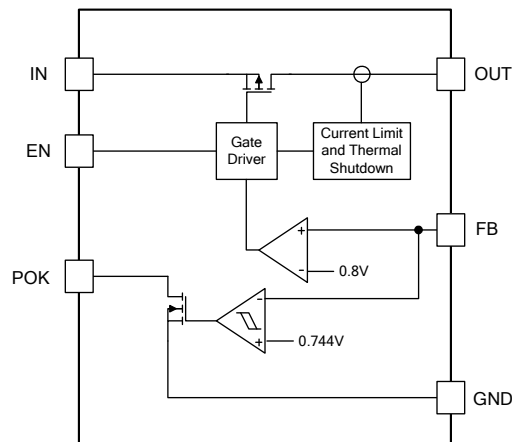 IN
OUT
EN
Gate
Driver
Current Limit
and Thermal
Shutdown
+
-
0.8V
FB
POK
-
+
0.744V
GND